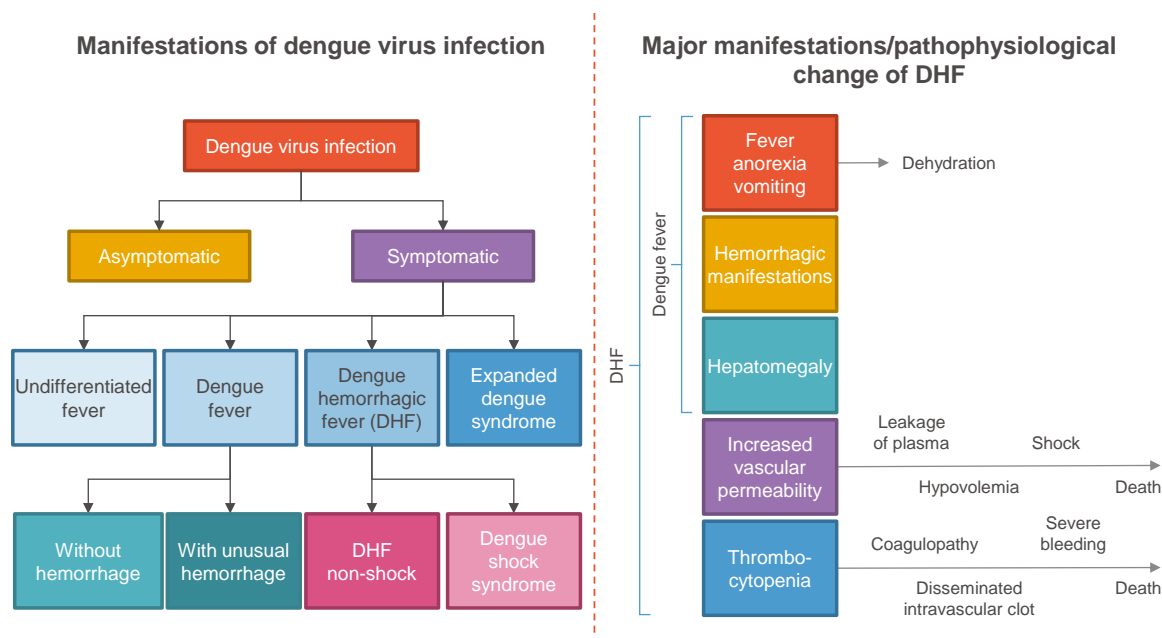 Manifestations of dengue virus infection
Dengue virus infection
Asymptomatic
Symptomatic
Undifferentiated
fever
Dengue
fever
Dengue
hemorrhagic
fever (DHF)
Expanded
dengue
syndrome
Without
hemorrhage
With unusual
hemorrhage
DHF
non-shock
Dengue
shock
syndrome
Major manifestations/pathophysiological
change of DHF
DHF
Dengue fever
Fever
anorexia
vomiting
Dehydration
Hemorrhagic
manifestations
Hepatomegaly
Increased
vascular
permeability
Leakage
of plasma
Hypovolemia
Shock
Death
Thrombo-
cytopenia
Coagulopathy
Disseminated
intravascular clot
Severe
bleeding
Death